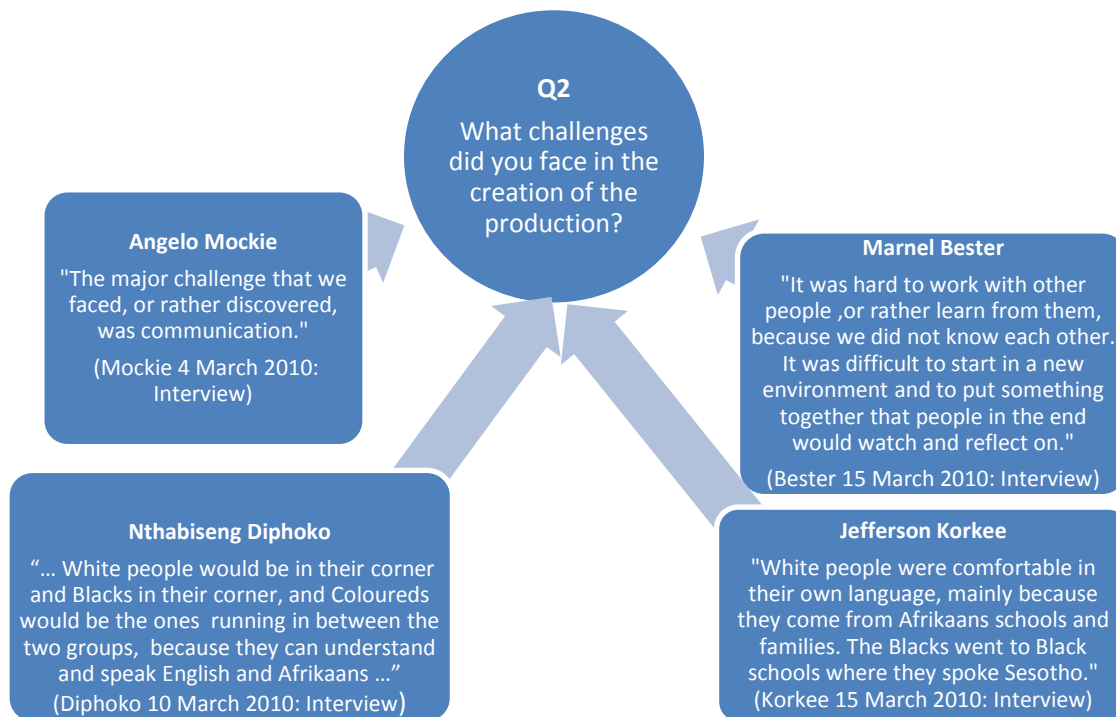 Q2
What challenges
did you face in the
creation of the
production?
Angelo Mockie
"The major challenge that we
faced, or rather discovered,
was communication."
(Mockie 4 March 2010:
Interview)
Marnel Bester
"It was hard to work with other
people ,or rather learn from them,
because we did not know each other.
It was difficult to start in a new
environment and to put something
together that people in the end
would watch and reflect on."
(Bester 15 March 2010: Interview)
Nthabiseng Diphoko
“… White people would be in their corner
and Blacks in their corner, and Coloureds
would be the ones running in between the
two groups, because they can understand
and speak English and Afrikaans …”
(Diphoko 10 March 2010: Interview)
Jefferson Korkee
"White people were comfortable in
their own language, mainly because
they come from Afrikaans schools and
families. The Blacks went to Black
schools where they spoke Sesotho."
(Korkee 15 March 2010: Interview)